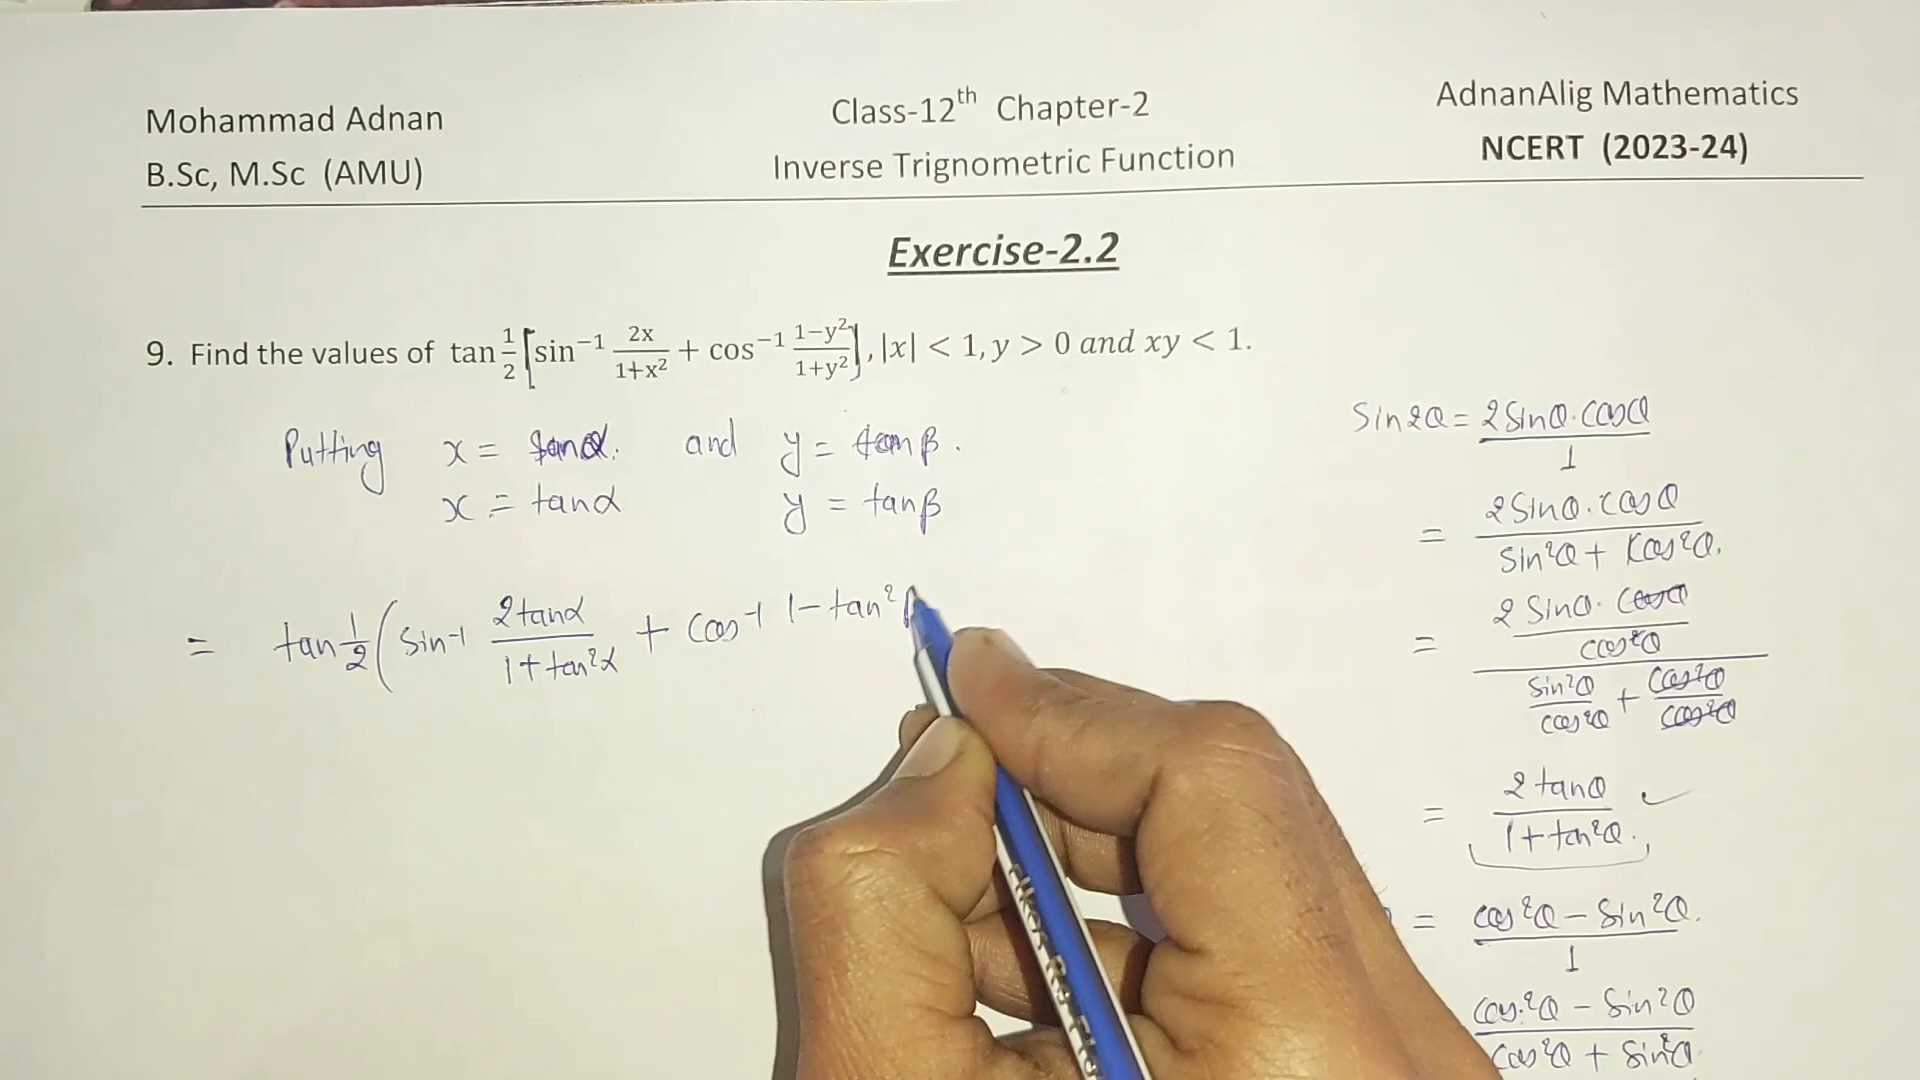 Mohammad Adnan
B.Sc, M.Sc (AMU)
Class-12th Chapter-2
Inverse Trignometric Function
AdnanAlig Mathematics
NCERT (2023-24)
Exercise-2.2
9. Find the values of tan 1/2 [sin⁻¹ 2x/1+x² + cos⁻¹ 1−y²/1+y²], |x| < 1, y > 0 and xy < 1.
Putting x = tanα. and y = tanβ.
x = tanα y = tanβ
= tan 1/2 (sin⁻¹ 2tanα/1+tan²α + cos⁻¹ 1−tan²
Sin2θ = 2Sinθ.cosθ/1
= 2Sinθ.cosθ/Sin²θ + cos²θ.
= 2 Sinθ. cosθ/cos²θ
Sin²θ/cos²θ + cos²θ/cos²θ
= 2 tanθ/1+tan²θ. ✓
= cos²θ − Sin²θ./1
cos²θ − Sin²θ/cos²θ + Sin²θ